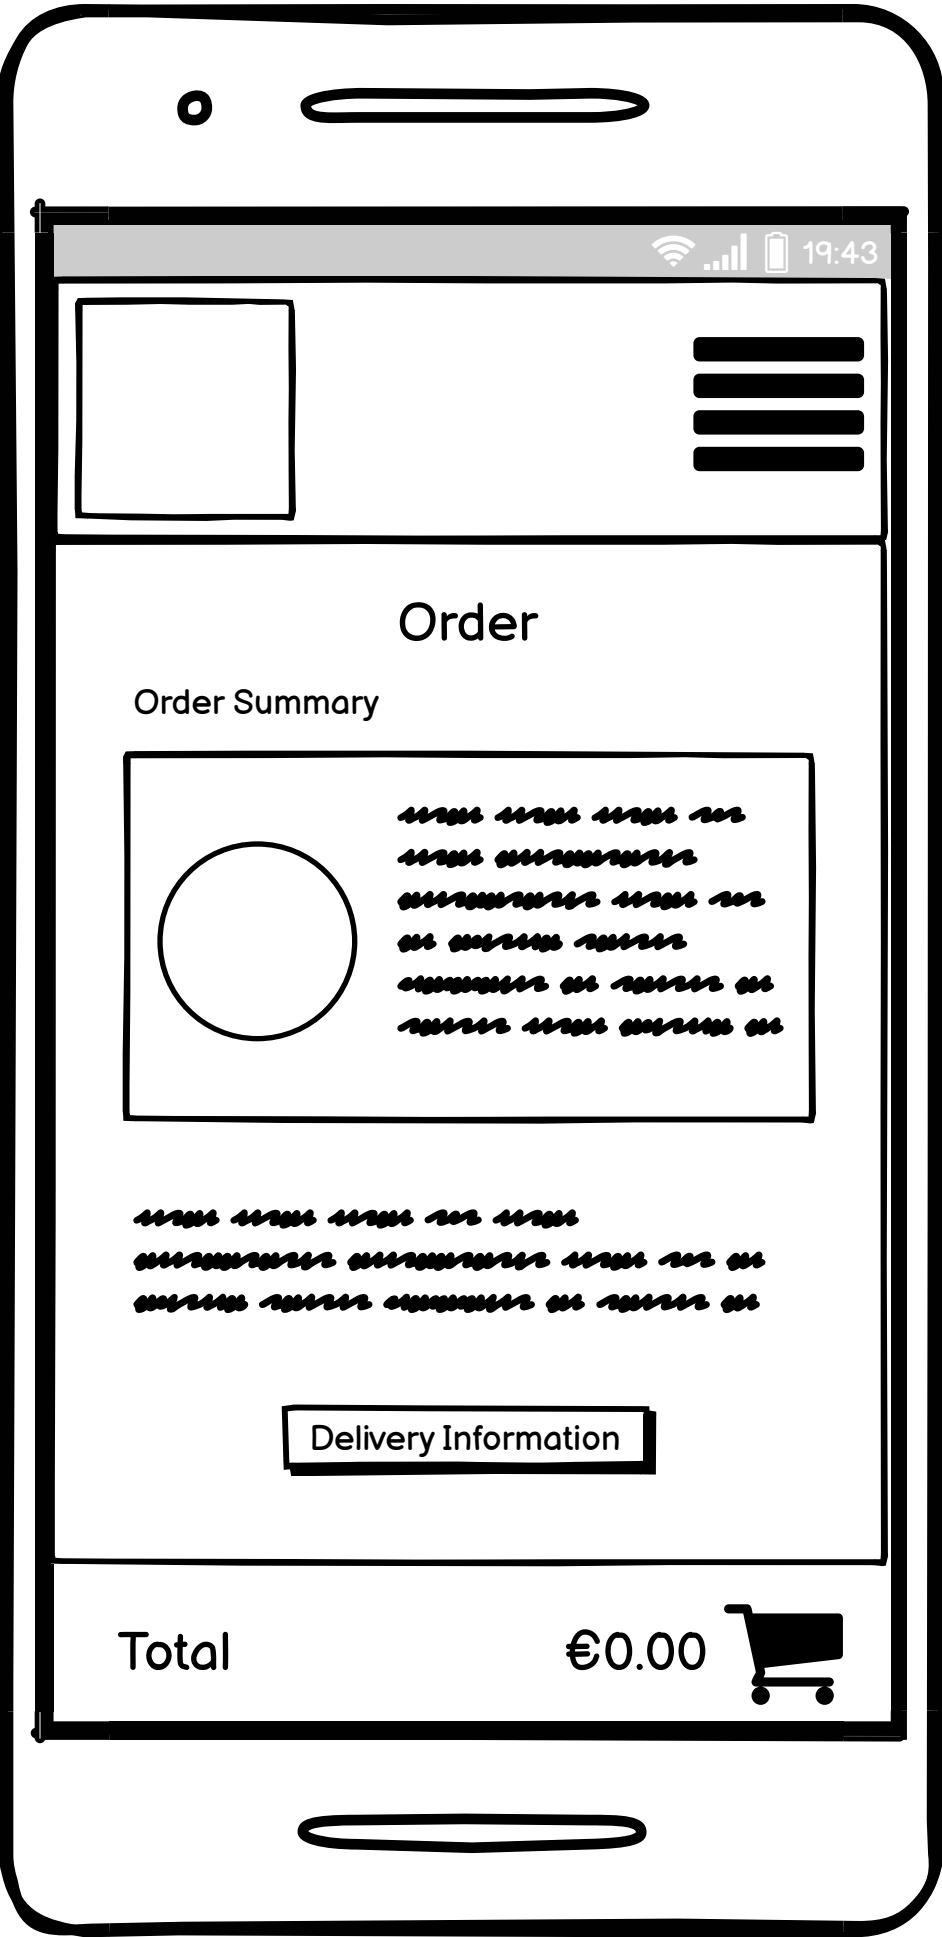 19:43
Order
Order Summary
Delivery Information
Total €0.00